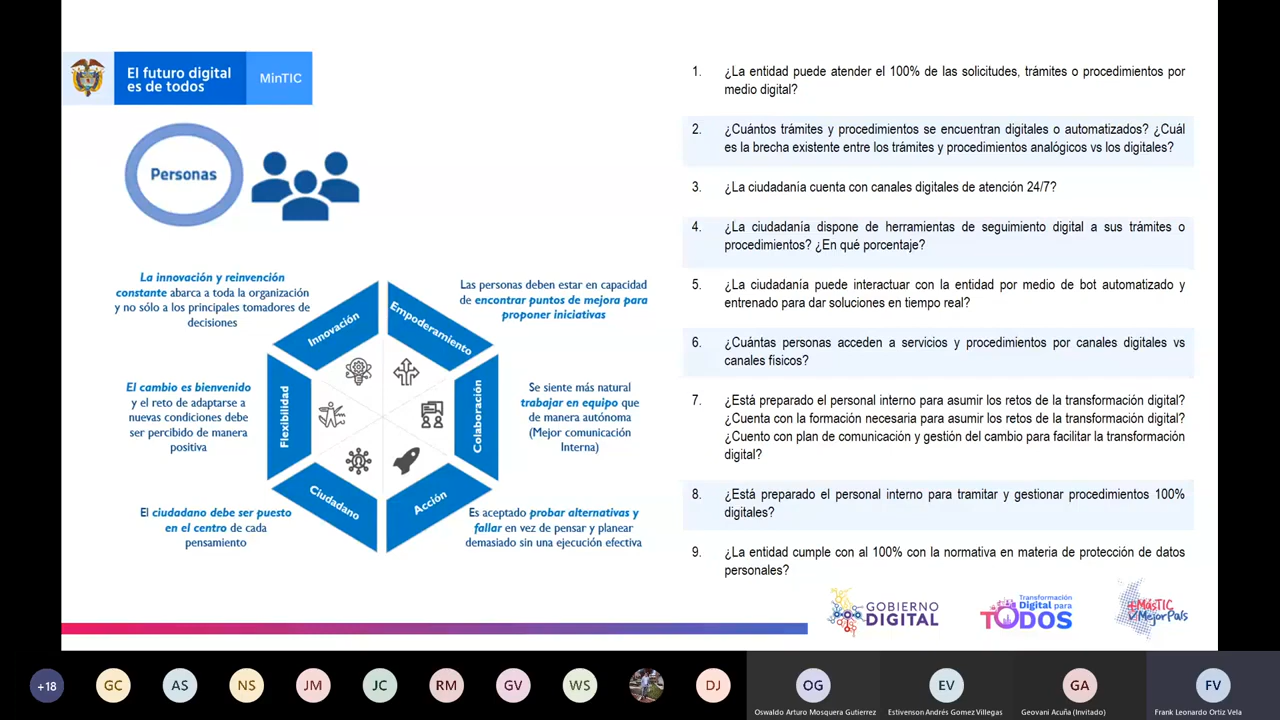 El futuro digital
es de todos
MinTIC
Personas
La innovación y reinvención
constante abarca a toda la organización
y no sólo a los principales tomadores de
decisiones
Las personas deben estar en capacidad
de encontrar puntos de mejora para
proponer iniciativas
Innovación
Empoderamiento
El cambio es bienvenido
y el reto de adaptarse a
nuevas condiciones debe
ser percibido de manera
positiva
Flexibilidad
Colaboración
Se siente más natural
trabajar en equipo que
de manera autónoma
(Mejor comunicación
Interna)
Ciudadano
Acción
El ciudadano debe ser puesto
en el centro de cada
pensamiento
Es aceptado probar alternativas y
fallar en vez de pensar y planear
demasiado sin una ejecución efectiva
1. ¿La entidad puede atender el 100% de las solicitudes, trámites o procedimientos por
medio digital?
2. ¿Cuántos trámites y procedimientos se encuentran digitales o automatizados? ¿Cuál
es la brecha existente entre los trámites y procedimientos analógicos vs los digitales?
3. ¿La ciudadanía cuenta con canales digitales de atención 24/7?
4. ¿La ciudadanía dispone de herramientas de seguimiento digital a sus trámites o
procedimientos? ¿En qué porcentaje?
5. ¿La ciudadanía puede interactuar con la entidad por medio de bot automatizado y
entrenado para dar soluciones en tiempo real?
6. ¿Cuántas personas acceden a servicios y procedimientos por canales digitales vs
canales físicos?
7. ¿Está preparado el personal interno para asumir los retos de la transformación digital?
¿Cuenta con la formación necesaria para asumir los retos de la transformación digital?
¿Cuento con plan de comunicación y gestión del cambio para facilitar la transformación
digital?
8. ¿Está preparado el personal interno para tramitar y gestionar procedimientos 100%
digitales?
9. ¿La entidad cumple con al 100% con la normativa en materia de protección de datos
personales?
GOBIERNO
DIGITAL
Transformación
Digital para
TODOS
+MásTIC
MejorPaís
+18
GC
AS
NS
JM
JC
RM
GV
WS
DJ
OG
EV
GA
FV
Oswaldo Arturo Mosquera Gutierrez
Estivenson Andrés Gomez Villegas
Geovani Acuña (Invitado)
Frank Leonardo Ortiz Vela